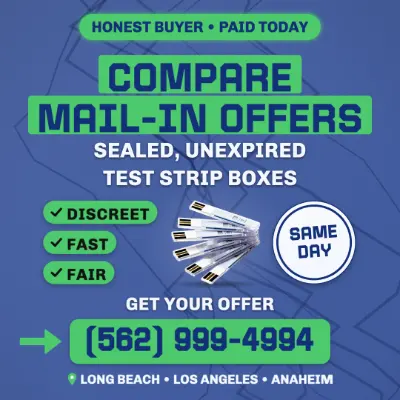 HONEST BUYER • PAID TODAY
COMPARE
MAIL-IN OFFERS
SEALED, UNEXPIRED
TEST STRIP BOXES
✓ DISCREET
✓ FAST
✓ FAIR
SAME
DAY
GET YOUR OFFER
(562) 999-4994
LONG BEACH • LOS ANGELES • ANAHEIM